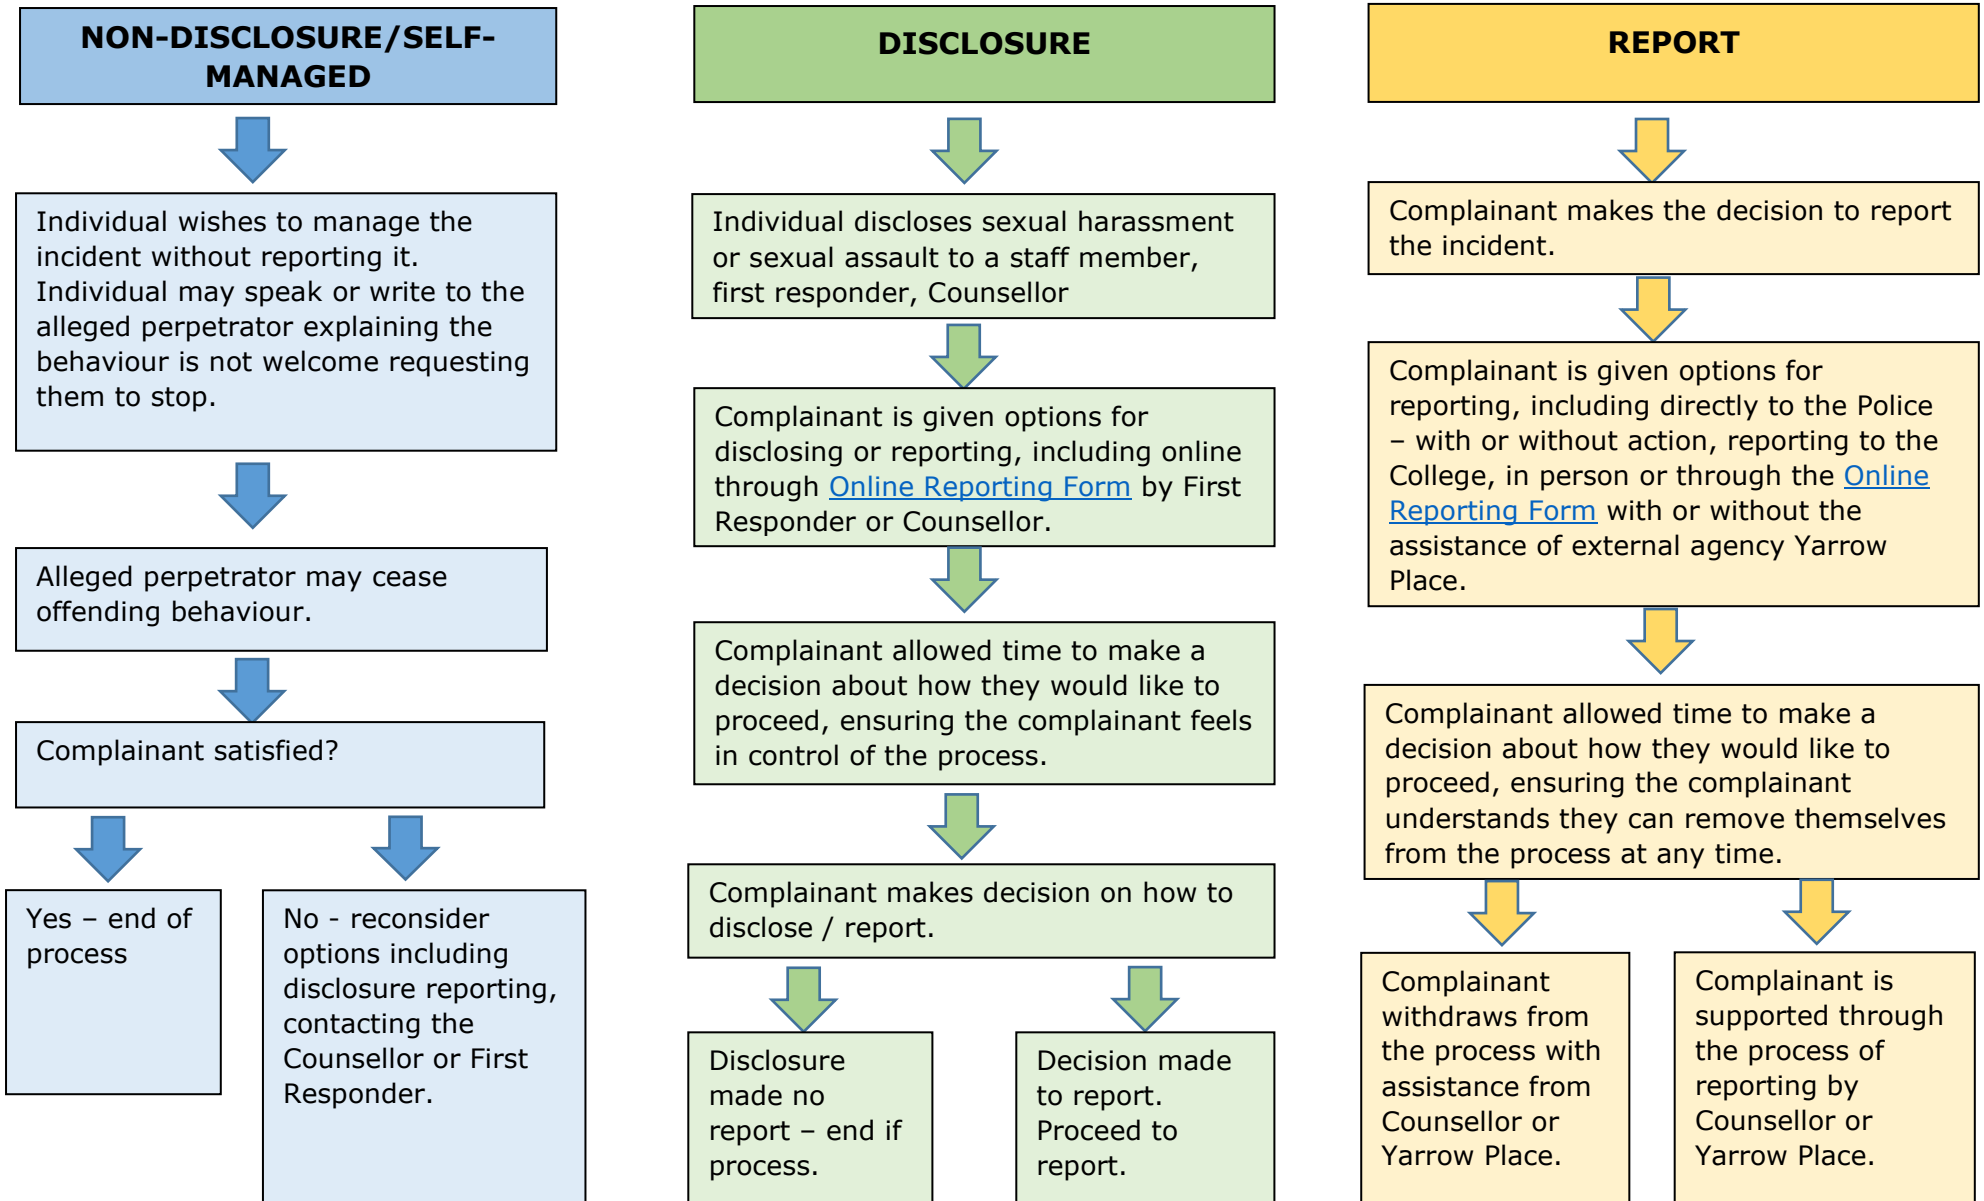 NON-DISCLOSURE/SELF-
MANAGED
Individual wishes to manage the
incident without reporting it.
Individual may speak or write to the
alleged perpetrator explaining the
behaviour is not welcome requesting
them to stop.
Alleged perpetrator may cease
offending behaviour.
Complainant satisfied?
Yes – end of
process
No - reconsider
options including
disclosure reporting,
contacting the
Counsellor or First
Responder.
DISCLOSURE
Individual discloses sexual harassment
or sexual assault to a staff member,
first responder, Counsellor
Complainant is given options for
disclosing or reporting, including online
through Online Reporting Form by First
Responder or Counsellor.
Complainant allowed time to make a
decision about how they would like to
proceed, ensuring the complainant feels
in control of the process.
Complainant makes decision on how to
disclose / report.
Disclosure
made no
report – end if
process.
Decision made
to report.
Proceed to
report.
REPORT
Complainant makes the decision to report
the incident.
Complainant is given options for
reporting, including directly to the Police
– with or without action, reporting to the
College, in person or through the Online
Reporting Form with or without the
assistance of external agency Yarrow
Place.
Complainant allowed time to make a
decision about how they would like to
proceed, ensuring the complainant
understands they can remove themselves
from the process at any time.
Complainant
withdraws from
the process with
assistance from
Counsellor or
Yarrow Place.
Complainant is
supported through
the process of
reporting by
Counsellor or
Yarrow Place.